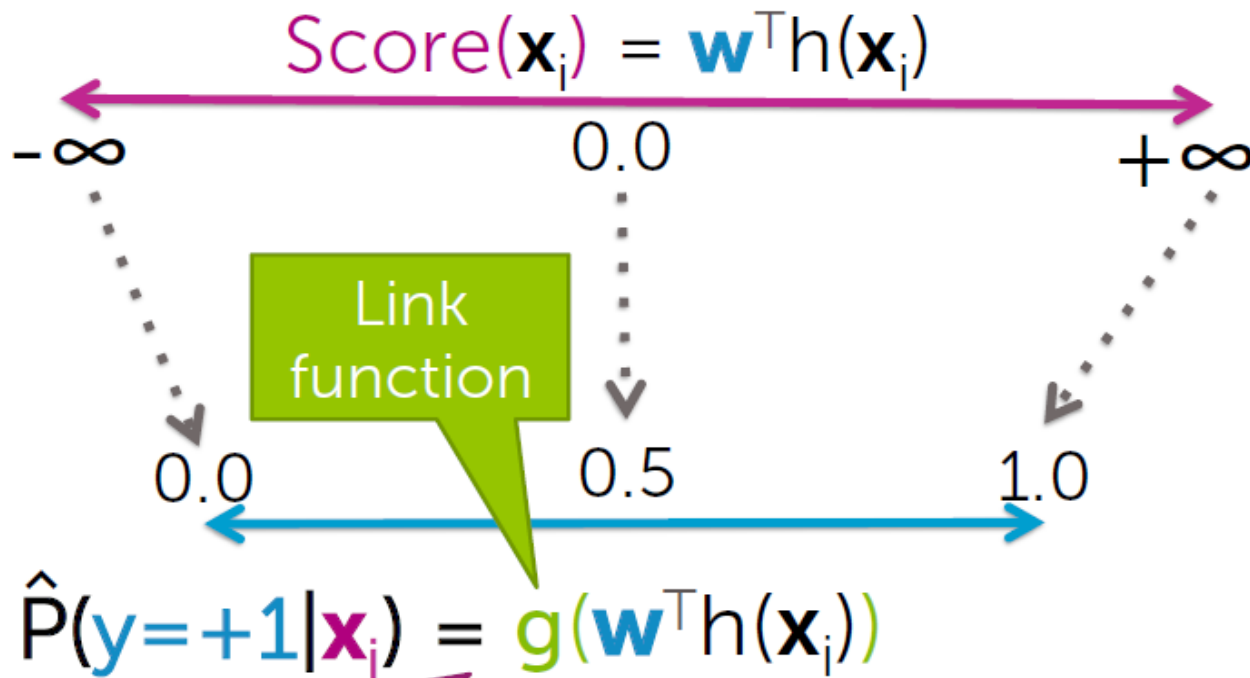 Score(xᵢ) = wᵀh(xᵢ)
-∞ 0.0 +∞
Link
function
0.0 0.5 1.0
P̂(y=+1|xᵢ) = g(wᵀh(xᵢ))